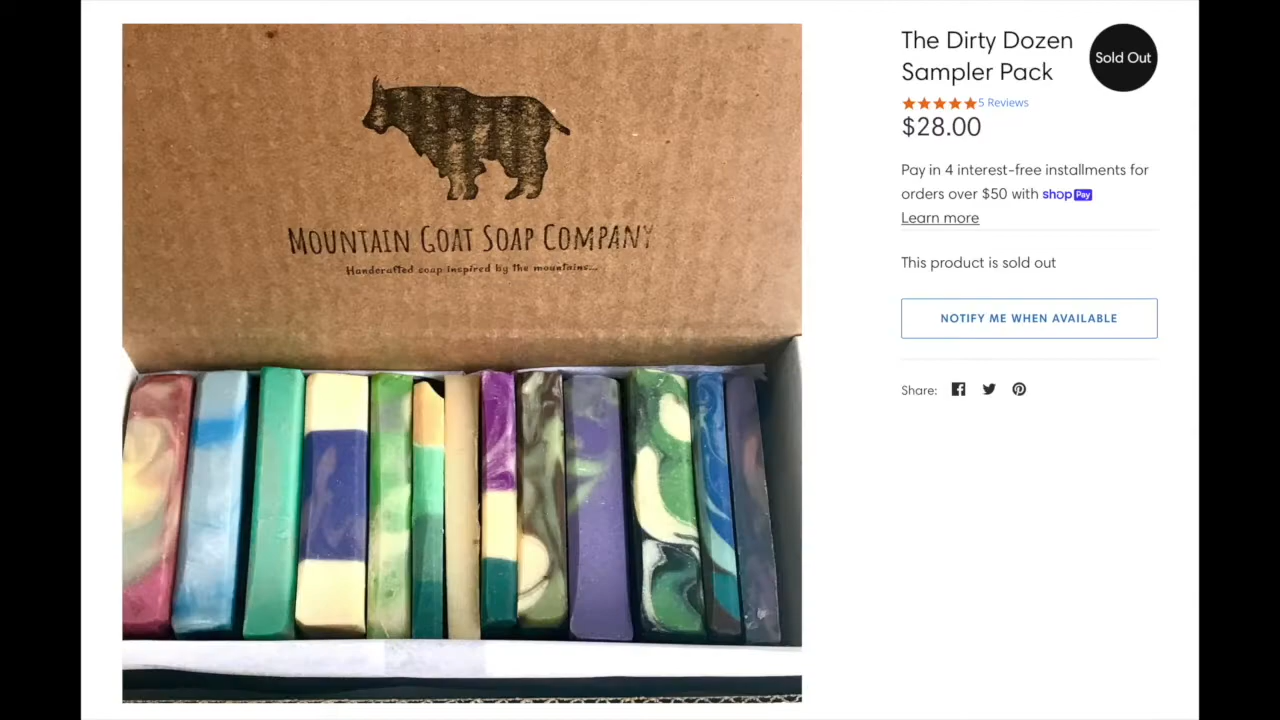 MOUNTAIN GOAT SOAP COMPANY
Handcrafted soap inspired by the mountains...
The Dirty Dozen
Sampler Pack
Sold Out
5 Reviews
$28.00
Pay in 4 interest-free installments for
orders over $50 with shop Pay
Learn more
This product is sold out
NOTIFY ME WHEN AVAILABLE
Share: